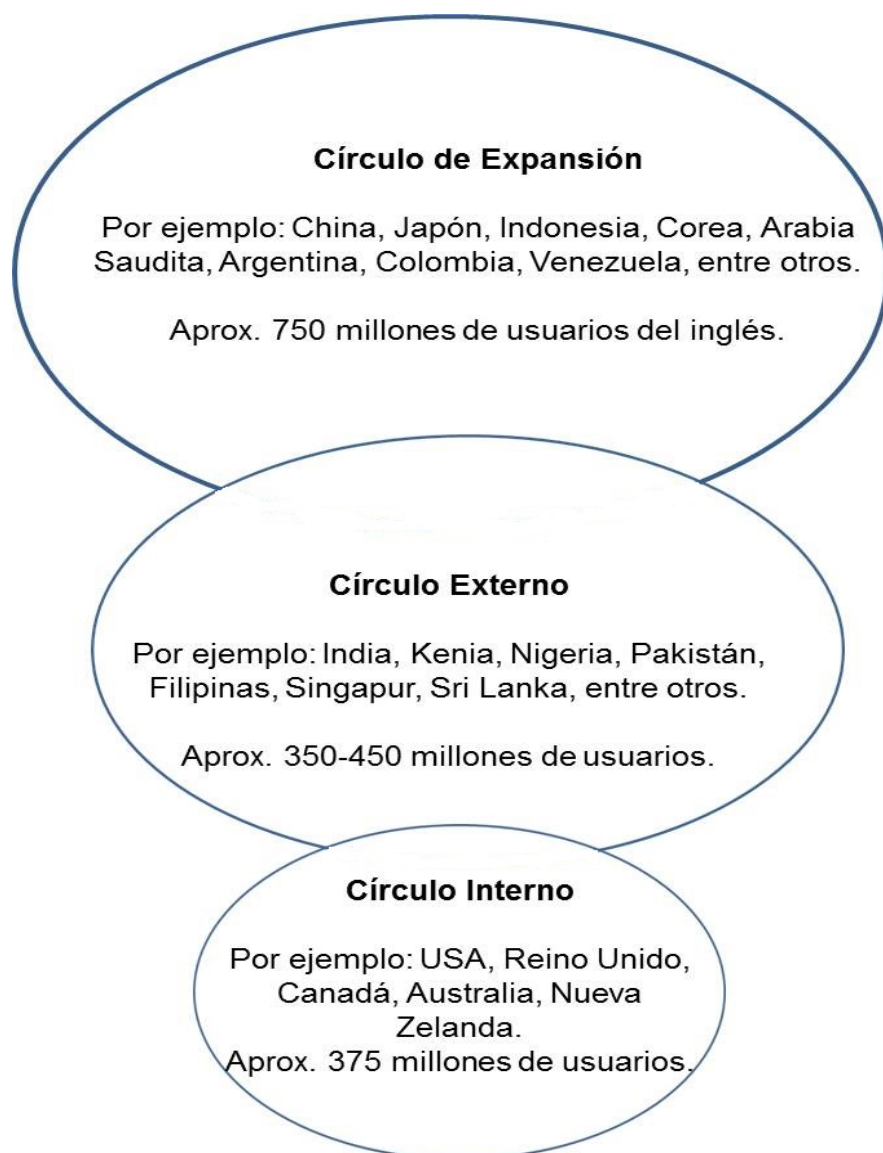 Círculo de Expansión
Por ejemplo: China, Japón, Indonesia, Corea, Arabia
Saudita, Argentina, Colombia, Venezuela, entre otros.
Aprox. 750 millones de usuarios del inglés.
Círculo Externo
Por ejemplo: India, Kenia, Nigeria, Pakistán,
Filipinas, Singapur, Sri Lanka, entre otros.
Aprox. 350-450 millones de usuarios.
Círculo Interno
Por ejemplo: USA, Reino Unido,
Canadá, Australia, Nueva
Zelanda.
Aprox. 375 millones de usuarios.